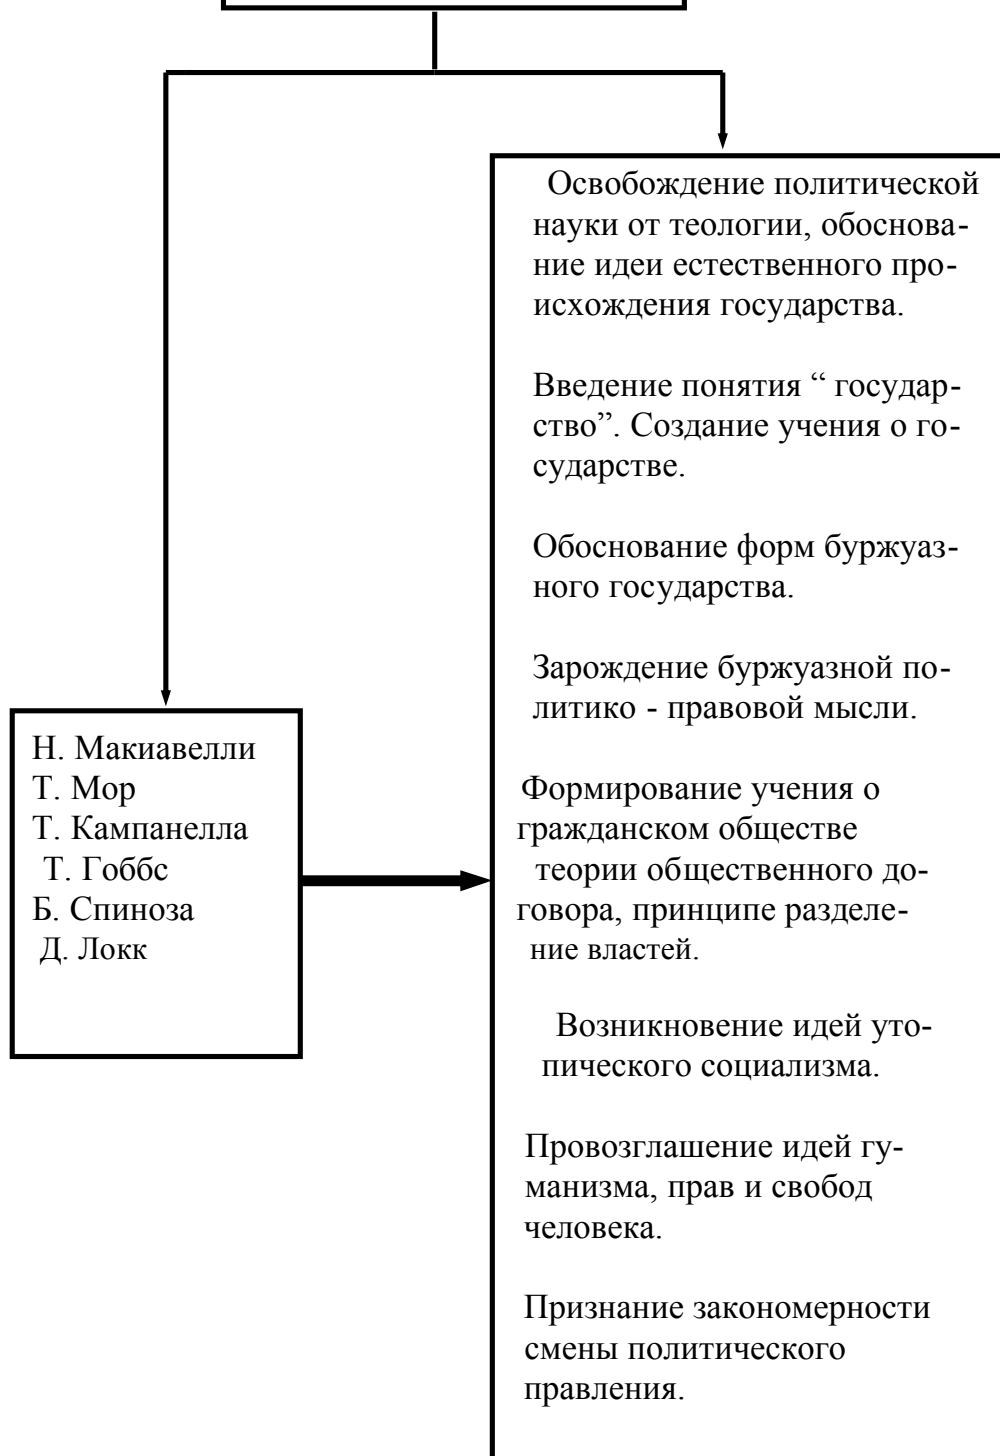 Н. Макиавелли
Т. Мор
Т. Кампанелла
Т. Гоббс
Б. Спиноза
Д. Локк
Освобождение политической
науки от теологии, обоснова-
ние идеи естественного про-
исхождения государства.
Введение понятия “ государ-
ство”. Создание учения о го-
сударстве.
Обоснование форм буржуаз-
ного государства.
Зарождение буржуазной по-
литико - правовой мысли.
Формирование учения о
гражданском обществе
теории общественного до-
говора, принципе разделе-
ние властей.
Возникновение идей уто-
пического социализма.
Провозглашение идей гу-
манизма, прав и свобод
человека.
Признание закономерности
смены политического
правления.